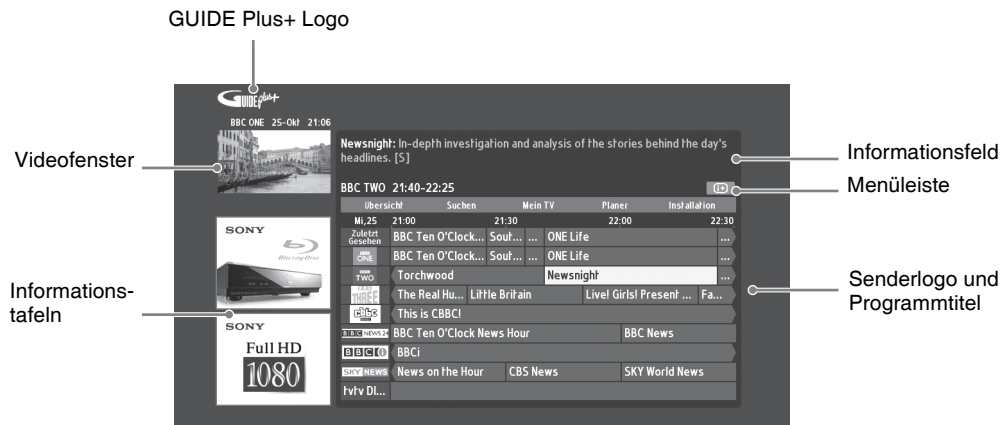 GUIDE Plus+ Logo
GUIDE plus+
BBC ONE 25-Okt 21:06
Videofenster
Newsnight: In-depth investigation and analysis of the stories behind the day's
headlines. [S]
Informationsfeld
BBC TWO 21:40-22:25
i+
Menüleiste
Übersicht Suchen Mein TV Planer Installation
Mi,25 21:00 21:30 22:00 22:30
Zuletzt
Gesehen
BBC Ten O'Clock... Sout... ... ONE Life ...
BBC ONE BBC Ten O'Clock... Sout... ... ONE Life ...
BBC TWO Torchwood Newsnight ...
BBC THREE The Real Hu... Little Britain Live! Girls! Present ... Fa...
cbbc This is CBBC!
BBC NEWS 24 BBC Ten O'Clock News Hour BBC News
BBCi BBCi
SKY NEWS News on the Hour CBS News SKY World News
tvtv DI...
Senderlogo und
Programmtitel
Informations-
tafeln
SONY
Blu-ray Disc
SONY
Full HD
1080